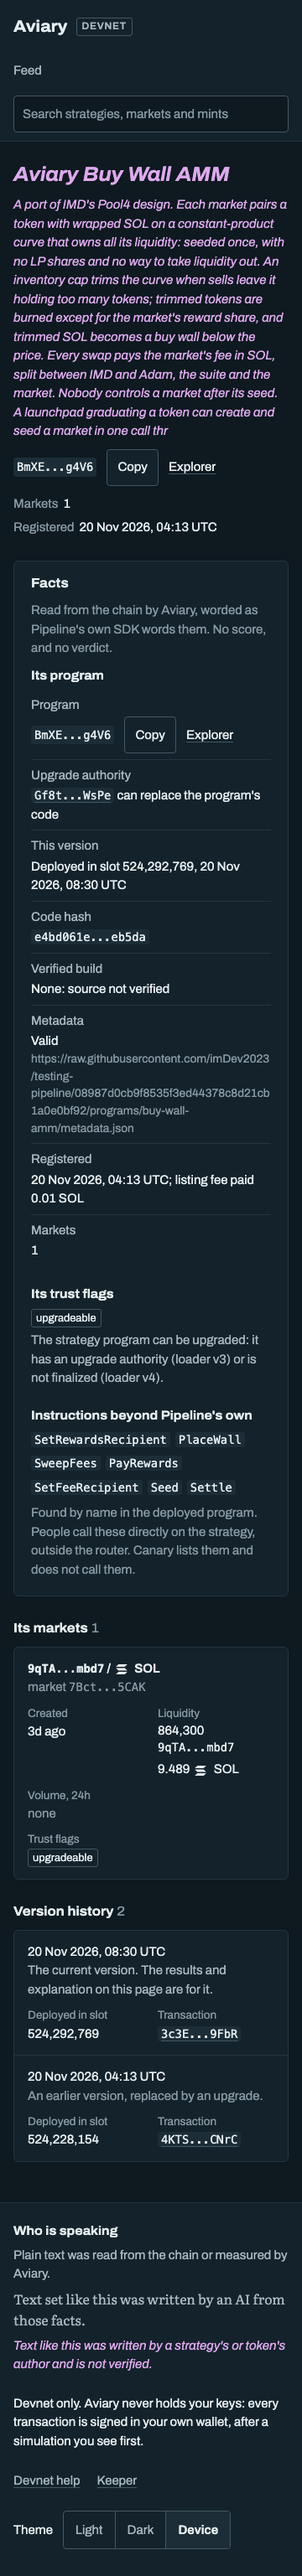 Aviary DEVNET
Feed
Search strategies, markets and mints
Aviary Buy Wall AMM
A port of IMD's Pool4 design. Each market pairs a
token with wrapped SOL on a constant-product
curve that owns all its liquidity: seeded once, with
no LP shares and no way to take liquidity out. An
inventory cap trims the curve when sells leave it
holding too many tokens; trimmed tokens are
burned except for the market's reward share, and
trimmed SOL becomes a buy wall below the
price. Every swap pays the market's fee in SOL,
split between IMD and Adam, the suite and the
market. Nobody controls a market after its seed.
A launchpad graduating a token can create and
seed a market in one call thr
BmXE...g4V6 Copy Explorer
Markets 1
Registered 20 Nov 2026, 04:13 UTC
Facts
Read from the chain by Aviary, worded as
Pipeline's own SDK words them. No score,
and no verdict.
Its program
Program
BmXE...g4V6 Copy Explorer
Upgrade authority
Gf8t...WsPe can replace the program's
code
This version
Deployed in slot 524,292,769, 20 Nov
2026, 08:30 UTC
Code hash
e4bd061e...eb5da
Verified build
None: source not verified
Metadata
Valid
https://raw.githubusercontent.com/imDev2023
/testing-
pipeline/08987d0cb9f8535f3ed44378c8d21cb
1a0e0bf92/programs/buy-wall-
amm/metadata.json
Registered
20 Nov 2026, 04:13 UTC; listing fee paid
0.01 SOL
Markets
1
Its trust flags
upgradeable
The strategy program can be upgraded: it
has an upgrade authority (loader v3) or is
not finalized (loader v4).
Instructions beyond Pipeline's own
SetRewardsRecipient PlaceWall
SweepFees PayRewards
SetFeeRecipient Seed Settle
Found by name in the deployed program.
People call these directly on the strategy,
outside the router. Canary lists them and
does not call them.
Its markets 1
9qTA...mbd7 / SOL
market 7Bct...5CAK
Created Liquidity
3d ago 864,300
9qTA...mbd7
9.489 SOL
Volume, 24h
none
Trust flags
upgradeable
Version history 2
20 Nov 2026, 08:30 UTC
The current version. The results and
explanation on this page are for it.
Deployed in slot Transaction
524,292,769 3c3E...9FbR
20 Nov 2026, 04:13 UTC
An earlier version, replaced by an upgrade.
Deployed in slot Transaction
524,228,154 4KTS...CNrC
Who is speaking
Plain text was read from the chain or measured by
Aviary.
Text set like this was written by an AI from
those facts.
Text like this was written by a strategy's or token's
author and is not verified.
Devnet only. Aviary never holds your keys: every
transaction is signed in your own wallet, after a
simulation you see first.
Devnet help Keeper
Theme Light Dark Device